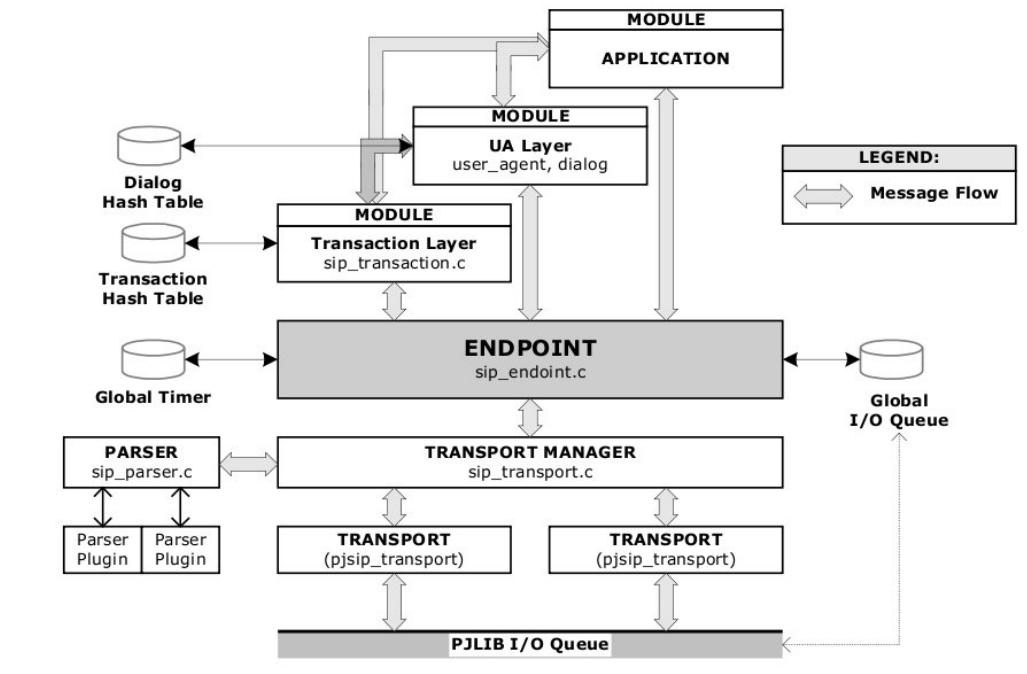 MODULE
APPLICATION
MODULE
UA Layer
user_agent, dialog
LEGEND:
Message Flow
Dialog
Hash Table
MODULE
Transaction Layer
sip_transaction.c
Transaction
Hash Table
ENDPOINT
sip_endoint.c
Global Timer
Global
I/O Queue
PARSER
sip_parser.c
TRANSPORT MANAGER
sip_transport.c
Parser
Plugin
Parser
Plugin
TRANSPORT
(pjsip_transport)
TRANSPORT
(pjsip_transport)
PJLIB I/O Queue